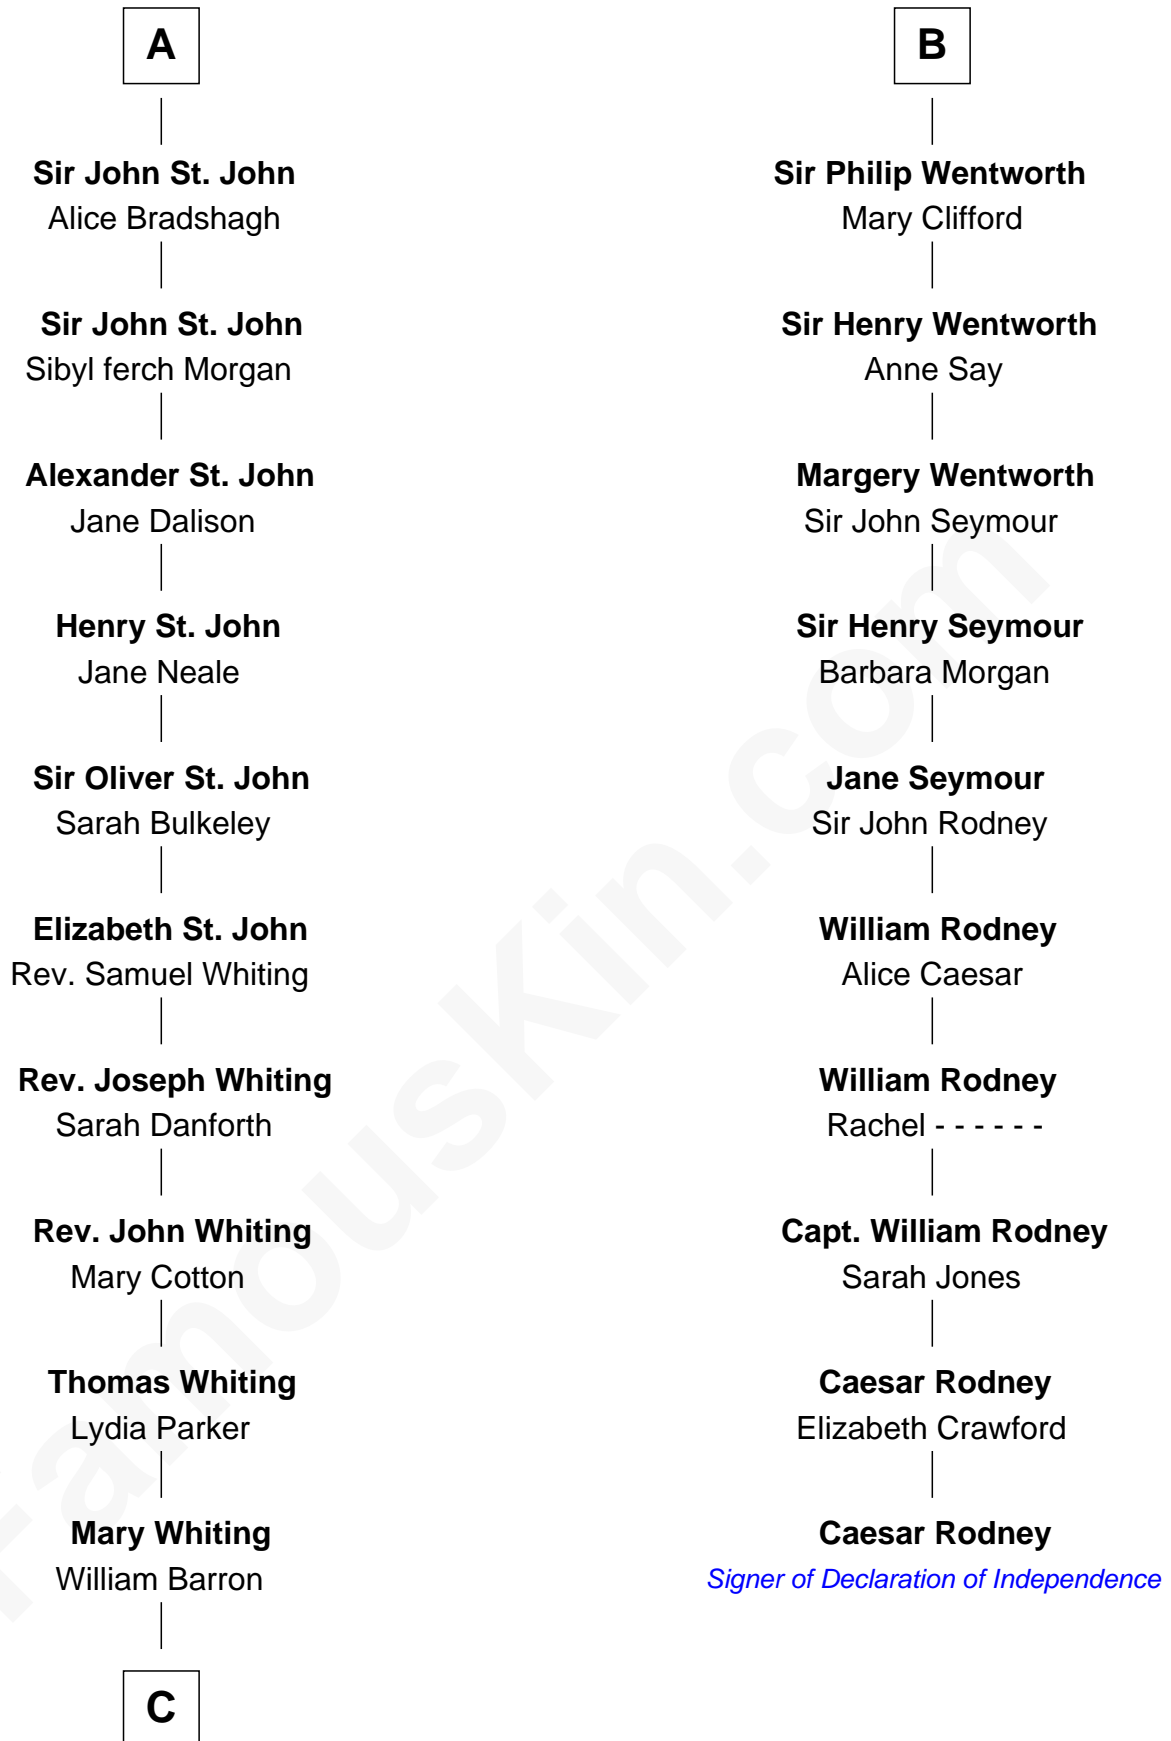 A
Sir John St. John
Alice Bradshagh
Sir John St. John
Sibyl ferch Morgan
Alexander St. John
Jane Dalison
Henry St. John
Jane Neale
Sir Oliver St. John
Sarah Bulkeley
Elizabeth St. John
Rev. Samuel Whiting
Rev. Joseph Whiting
Sarah Danforth
Rev. John Whiting
Mary Cotton
Thomas Whiting
Lydia Parker
Mary Whiting
William Barron
C
B
Sir Philip Wentworth
Mary Clifford
Sir Henry Wentworth
Anne Say
Margery Wentworth
Sir John Seymour
Sir Henry Seymour
Barbara Morgan
Jane Seymour
Sir John Rodney
William Rodney
Alice Caesar
William Rodney
Rachel - - - - - -
Capt. William Rodney
Sarah Jones
Caesar Rodney
Elizabeth Crawford
Caesar Rodney
Signer of Declaration of Independence
FamousKin.com